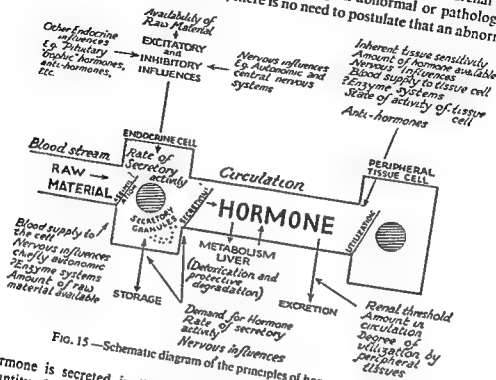 abnormal or patholog
there is no need to postulate that an abnorm
Availability of
Raw Material
Other Endocrine
influences
Eg. Pituitary
trophic hormones,
anti-hormones,
Etc.
EXCITATORY
AND
INHIBITORY
INFLUENCES
Nervous influences
Eg. Autonomic and
central nervous
systems
Inherent tissue sensitivity
Amount of hormone available
Nervous influences
Blood supply to tissue cell
?Enzyme systems
State of activity of tissue
cell
Anti-hormones
Blood stream
RAW
MATERIAL
ENDOCRINE CELL
Rate of
Secretory
activity
SECRETORY
GRANULES
SECRETION
Circulation
HORMONE
PERIPHERAL
TISSUE CELL
UTILIZATION
Blood supply to
the cell
Nervous influences
chiefly autonomic
?Enzyme systems
Amount of raw
material available
METABOLISM
LIVER
(Detoxication and
protective
degradation)
STORAGE
Demand for Hormone
Rate of secretory
activity
Nervous influences
EXCRETION
Renal threshold
Amount in
circulation
Degree of
utilization by
peripheral
tissues
FIG. 15 —Schematic diagram of the principles of
rmone is secreted